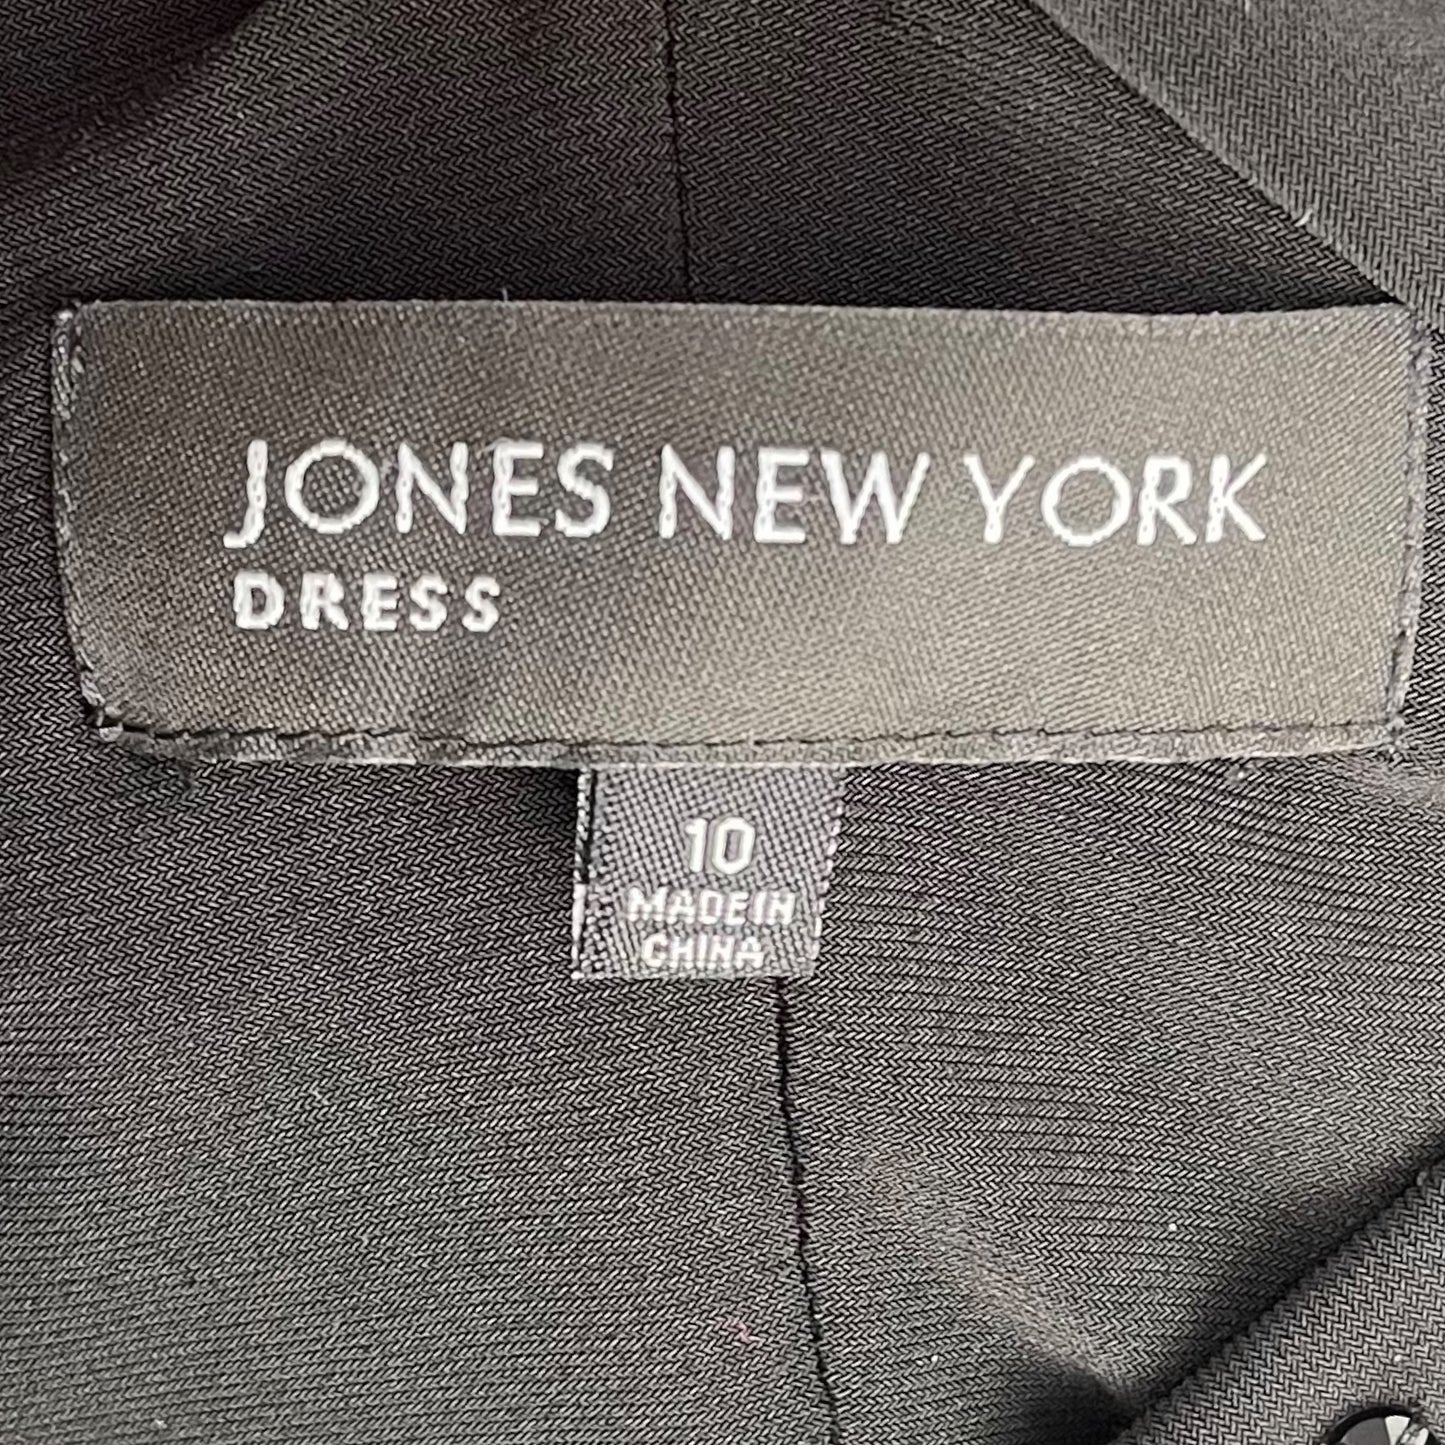 JONES NEW YORK
DRESS
10
MADE IN
CHINA